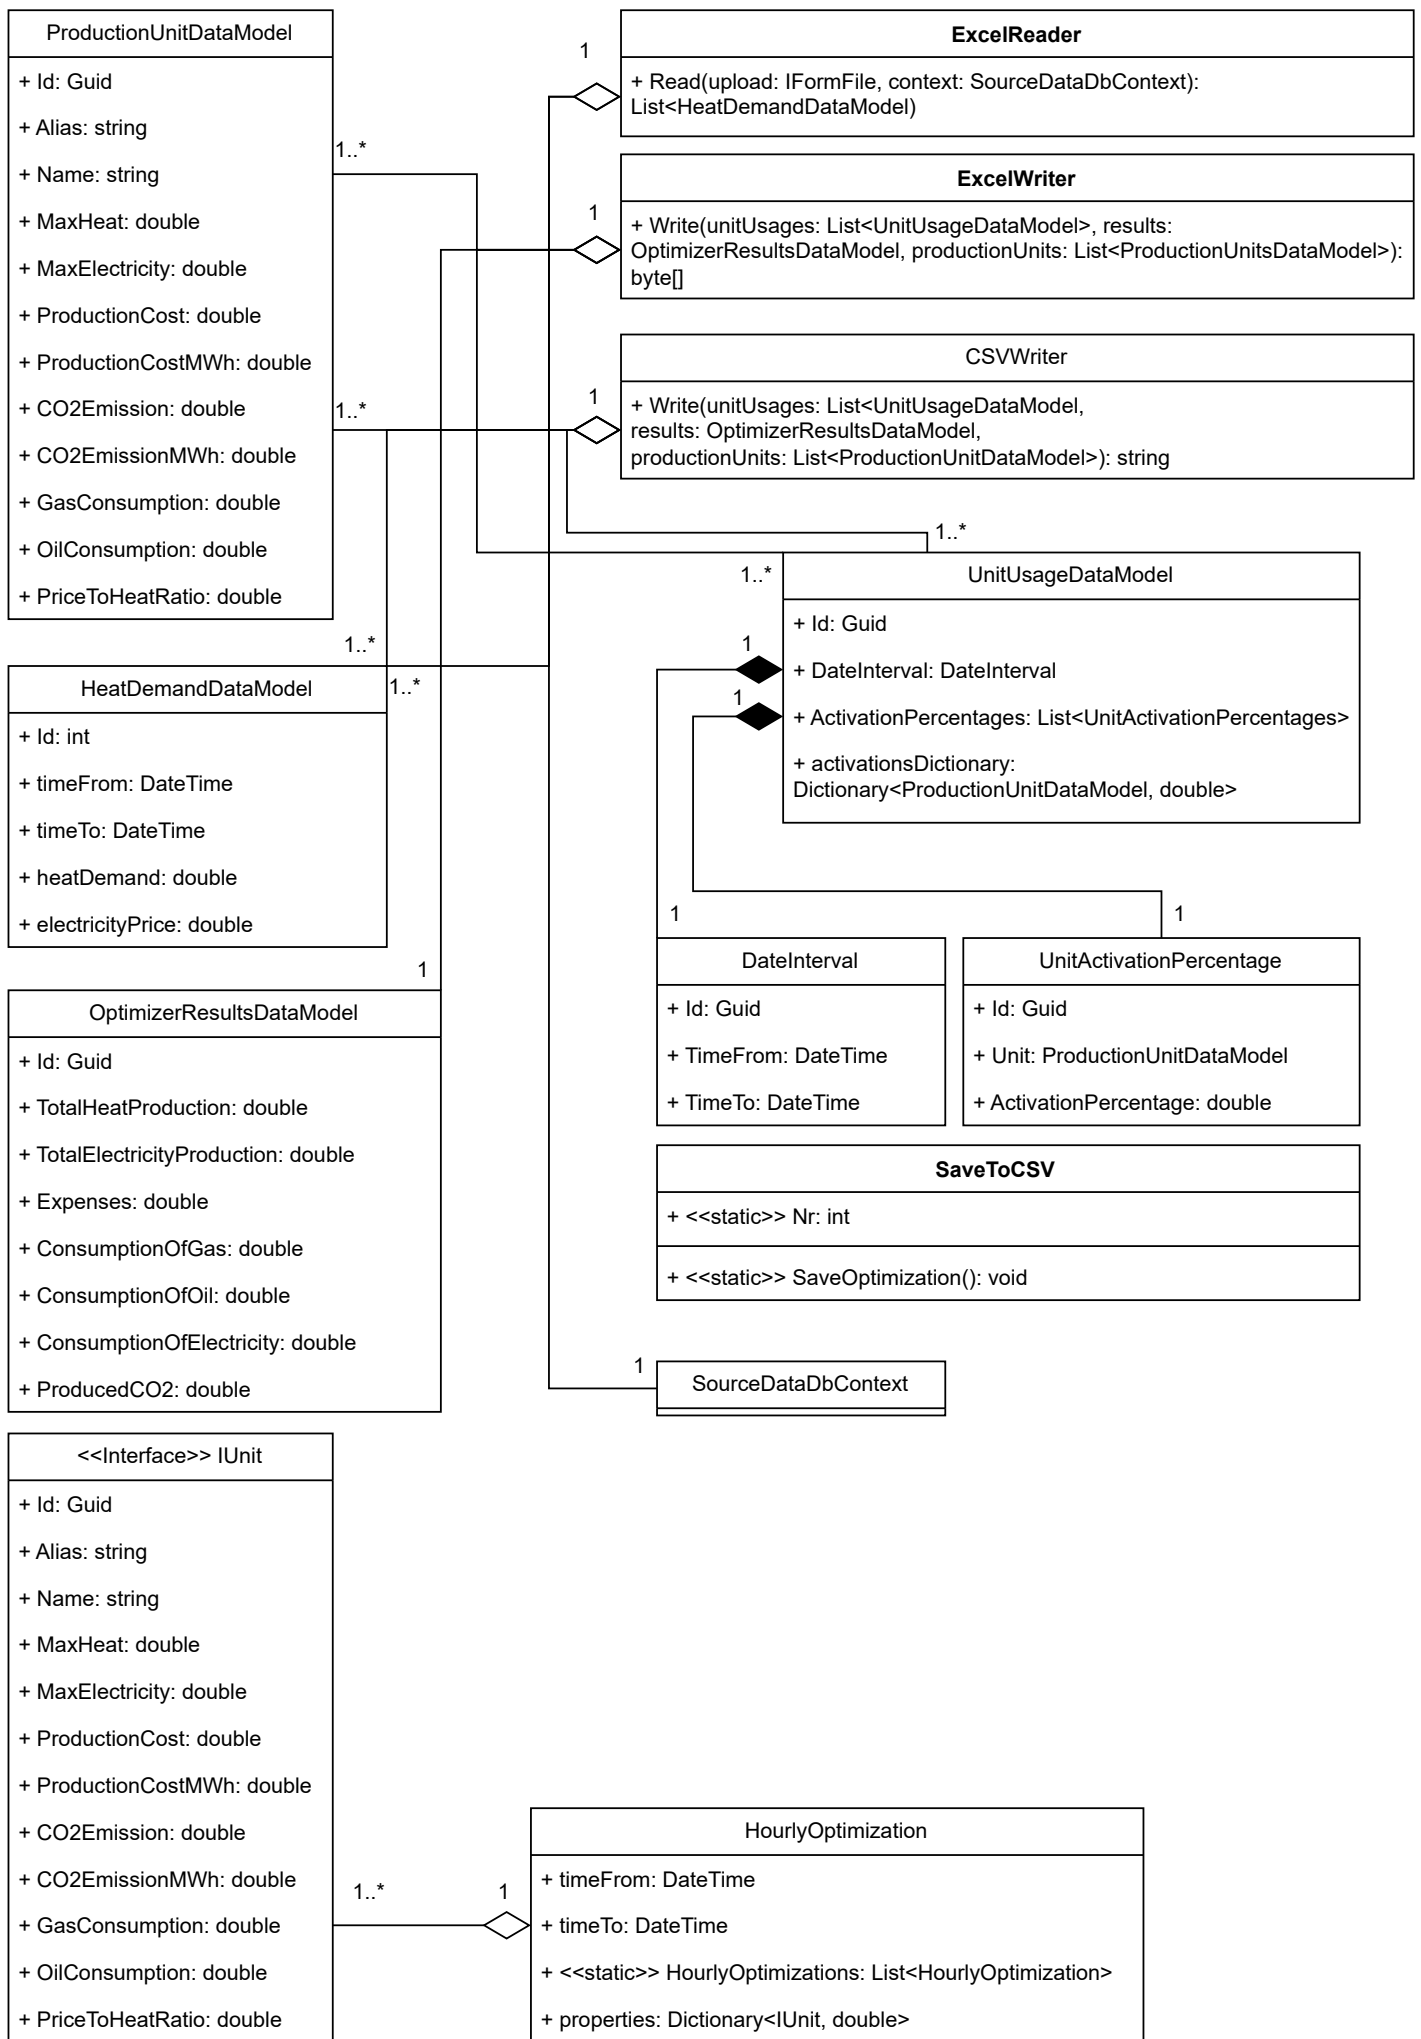 ProductionUnitDataModel
+ Id: Guid
+ Alias: string
+ Name: string
+ MaxHeat: double
+ MaxElectricity: double
+ ProductionCost: double
+ ProductionCostMWh: double
+ CO2Emission: double
+ CO2EmissionMWh: double
+ GasConsumption: double
+ OilConsumption: double
+ PriceToHeatRatio: double
1..*
1..*
1
ExcelReader
+ Read(upload: IFormFile, context: SourceDataDbContext):
List<HeatDemandDataModel)
1
ExcelWriter
+ Write(unitUsages: List<UnitUsageDataModel>, results:
OptimizerResultsDataModel, productionUnits: List<ProductionUnitsDataModel>):
byte[]
1
CSVWriter
+ Write(unitUsages: List<UnitUsageDataModel,
results: OptimizerResultsDataModel,
productionUnits: List<ProductionUnitDataModel>): string
1..*
1..*
UnitUsageDataModel
+ Id: Guid
1
+ DateInterval: DateInterval
1
+ ActivationPercentages: List<UnitActivationPercentages>
+ activationsDictionary:
Dictionary<ProductionUnitDataModel, double>
1..*
1..*
HeatDemandDataModel
+ Id: int
+ timeFrom: DateTime
+ timeTo: DateTime
+ heatDemand: double
+ electricityPrice: double
1
1
DateInterval
+ Id: Guid
+ TimeFrom: DateTime
+ TimeTo: DateTime
UnitActivationPercentage
+ Id: Guid
+ Unit: ProductionUnitDataModel
+ ActivationPercentage: double
1
OptimizerResultsDataModel
+ Id: Guid
+ TotalHeatProduction: double
+ TotalElectricityProduction: double
+ Expenses: double
+ ConsumptionOfGas: double
+ ConsumptionOfOil: double
+ ConsumptionOfElectricity: double
+ ProducedCO2: double
SaveToCSV
+ <<static>> Nr: int
+ <<static>> SaveOptimization(): void
1
SourceDataDbContext
<<Interface>> IUnit
+ Id: Guid
+ Alias: string
+ Name: string
+ MaxHeat: double
+ MaxElectricity: double
+ ProductionCost: double
+ ProductionCostMWh: double
+ CO2Emission: double
+ CO2EmissionMWh: double
+ GasConsumption: double
+ OilConsumption: double
+ PriceToHeatRatio: double
1..*
1
HourlyOptimization
+ timeFrom: DateTime
+ timeTo: DateTime
+ <<static>> HourlyOptimizations: List<HourlyOptimization>
+ properties: Dictionary<IUnit, double>